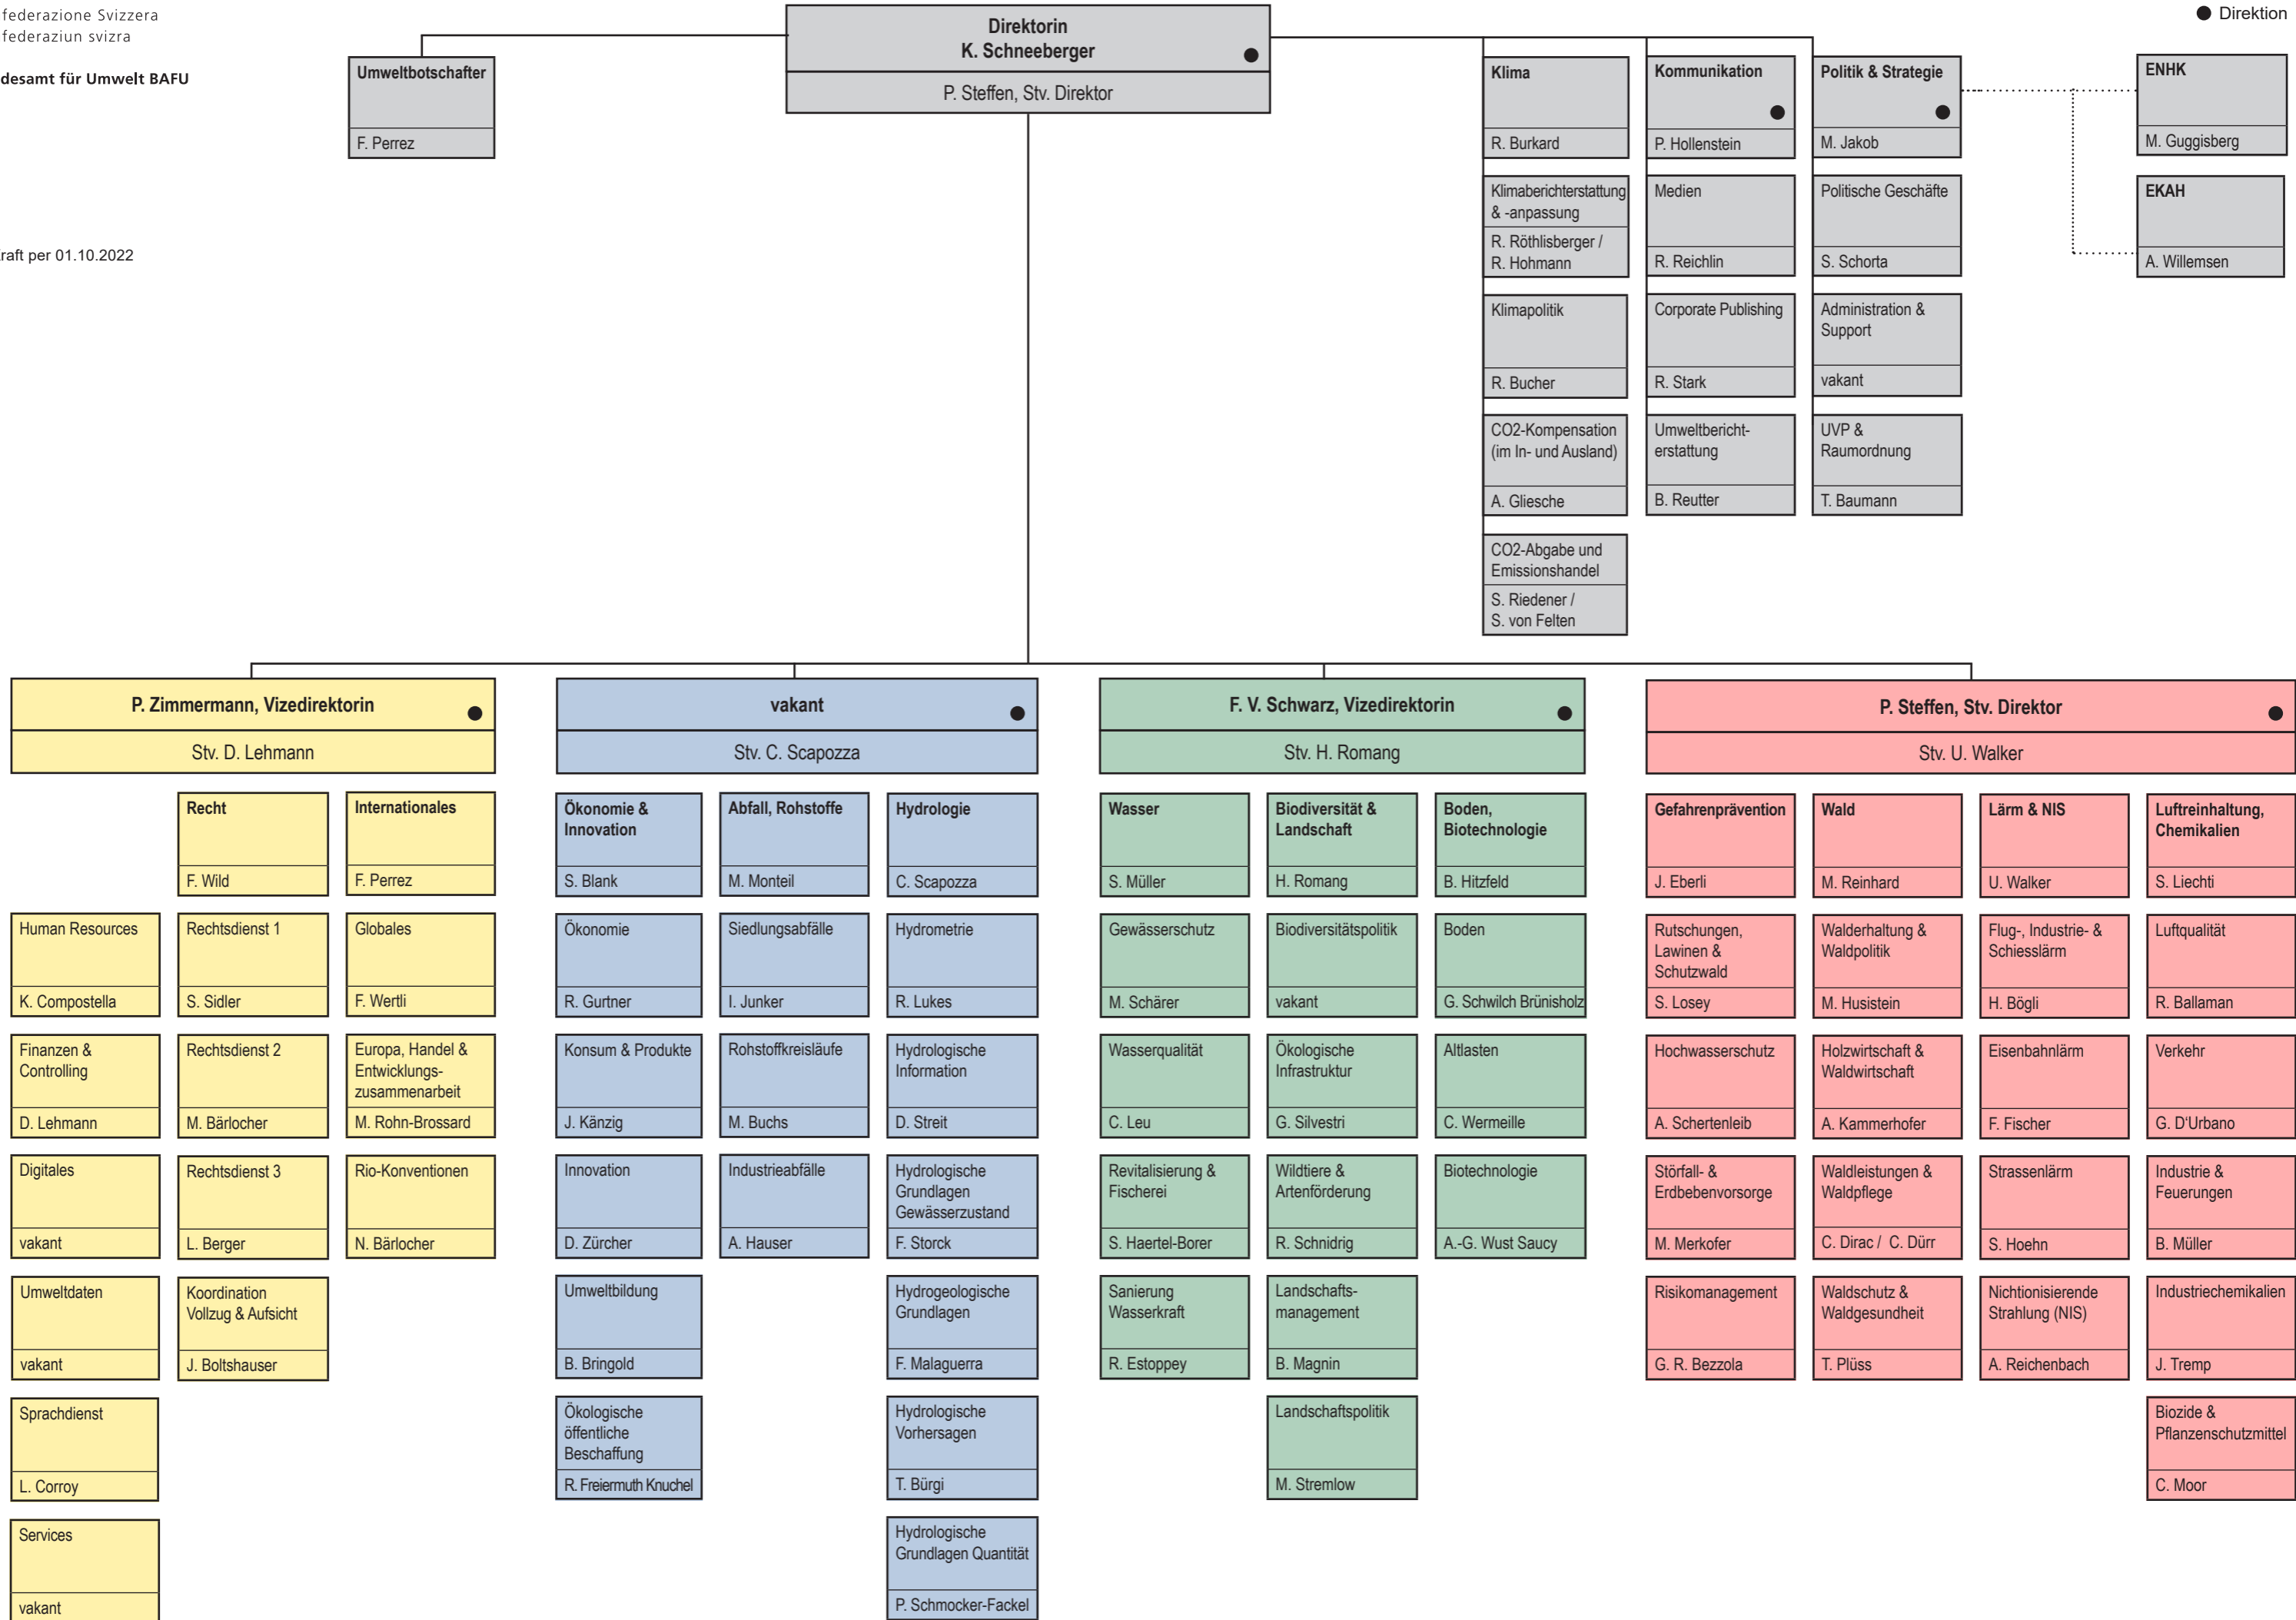 federazione Svizzera
federaziun svizra
desamt für Umwelt BAFU
raft per 01.10.2022
Direktion
Direktorin
K. Schneeberger
P. Steffen, Stv. Direktor
Umweltbotschafter
F. Perrez
Klima
R. Burkard
Klimaberichterstattung
& -anpassung
R. Röthlisberger /
R. Hohmann
Klimapolitik
R. Bucher
CO2-Kompensation
(im In- und Ausland)
A. Gliesche
CO2-Abgabe und
Emissionshandel
S. Riedener /
S. von Felten
Kommunikation
P. Hollenstein
Medien
R. Reichlin
Corporate Publishing
R. Stark
Umweltbericht-
erstattung
B. Reutter
Politik & Strategie
M. Jakob
Politische Geschäfte
S. Schorta
Administration &
Support
vakant
UVP &
Raumordnung
T. Baumann
ENHK
M. Guggisberg
EKAH
A. Willemsen
P. Zimmermann, Vizedirektorin
Stv. D. Lehmann
Human Resources
K. Compostella
Finanzen &
Controlling
D. Lehmann
Digitales
vakant
Umweltdaten
vakant
Sprachdienst
L. Corroy
Services
vakant
Recht
F. Wild
Rechtsdienst 1
S. Sidler
Rechtsdienst 2
M. Bärlocher
Rechtsdienst 3
L. Berger
Koordination
Vollzug & Aufsicht
J. Boltshauser
Internationales
F. Perrez
Globales
F. Wertli
Europa, Handel &
Entwicklungs-
zusammenarbeit
M. Rohn-Brossard
Rio-Konventionen
N. Bärlocher
vakant
Stv. C. Scapozza
Ökonomie &
Innovation
S. Blank
Ökonomie
R. Gurtner
Konsum & Produkte
J. Känzig
Innovation
D. Zürcher
Umweltbildung
B. Bringold
Ökologische
öffentliche
Beschaffung
R. Freiermuth Knuchel
Abfall, Rohstoffe
M. Monteil
Siedlungsabfälle
I. Junker
Rohstoffkreisläufe
M. Buchs
Industrieabfälle
A. Hauser
Hydrologie
C. Scapozza
Hydrometrie
R. Lukes
Hydrologische
Information
D. Streit
Hydrologische
Grundlagen
Gewässerzustand
F. Storck
Hydrogeologische
Grundlagen
F. Malaguerra
Hydrologische
Vorhersagen
T. Bürgi
Hydrologische
Grundlagen Quantität
P. Schmocker-Fackel
F. V. Schwarz, Vizedirektorin
Stv. H. Romang
Wasser
S. Müller
Gewässerschutz
M. Schärer
Wasserqualität
C. Leu
Revitalisierung &
Fischerei
S. Haertel-Borer
Sanierung
Wasserkraft
R. Estoppey
Biodiversität &
Landschaft
H. Romang
Biodiversitätspolitik
vakant
Ökologische
Infrastruktur
G. Silvestri
Wildtiere &
Artenförderung
R. Schnidrig
Landschafts-
management
B. Magnin
Landschaftspolitik
M. Stremlow
Boden,
Biotechnologie
B. Hitzfeld
Boden
G. Schwilch Brünisholz
Altlasten
C. Wermeille
Biotechnologie
A.-G. Wust Saucy
P. Steffen, Stv. Direktor
Stv. U. Walker
Gefahrenprävention
J. Eberli
Rutschungen,
Lawinen &
Schutzwald
S. Losey
Hochwasserschutz
A. Schertenleib
Störfall- &
Erdbebenvorsorge
M. Merkofer
Risikomanagement
G. R. Bezzola
Wald
M. Reinhard
Walderhaltung &
Waldpolitik
M. Husistein
Holzwirtschaft &
Waldwirtschaft
A. Kammerhofer
Waldleistungen &
Waldpflege
C. Dirac / C. Dürr
Waldschutz &
Waldgesundheit
T. Plüss
Lärm & NIS
U. Walker
Flug-, Industrie- &
Schiesslärm
H. Bögli
Eisenbahnlärm
F. Fischer
Strassenlärm
S. Hoehn
Nichtionisierende
Strahlung (NIS)
A. Reichenbach
Luftreinhaltung,
Chemikalien
S. Liechti
Luftqualität
R. Ballaman
Verkehr
G. D'Urbano
Industrie &
Feuerungen
B. Müller
Industriechemikalien
J. Tremp
Biozide &
Pflanzenschutzmittel
C. Moor